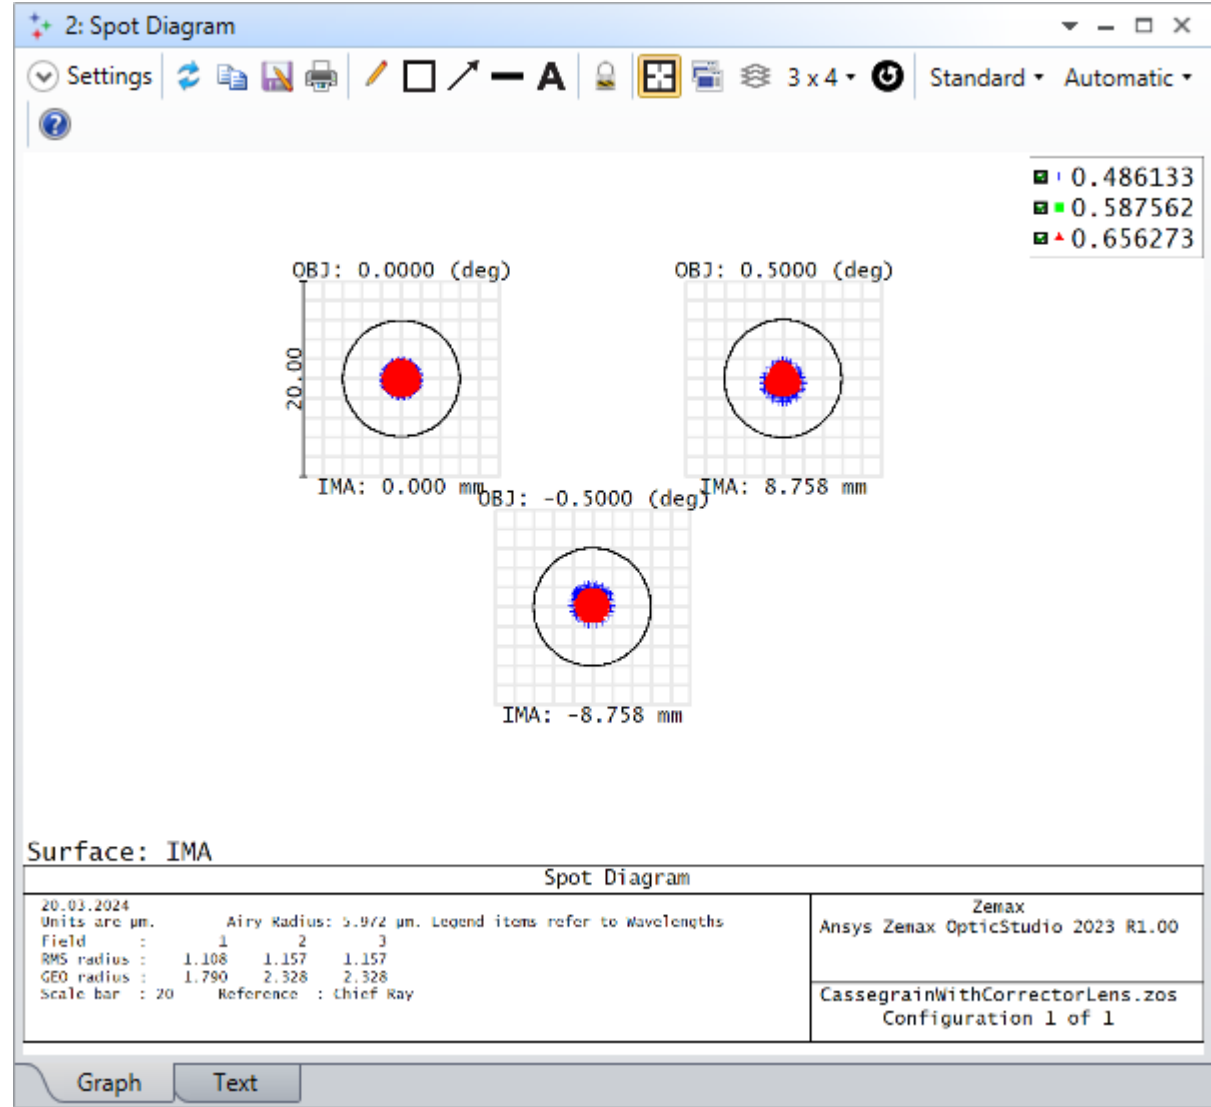 2: Spot Diagram
Settings A 3 x 4 Standard Automatic
0.486133
0.587562
0.656273
OBJ: 0.0000 (deg)
OBJ: 0.5000 (deg)
20.00
IMA: 0.000 mm
IMA: 8.758 mm
OBJ: -0.5000 (deg)
IMA: -8.758 mm
Surface: IMA
Spot Diagram
20.03.2024
Units are µm. Airy Radius: 5.972 µm. Legend items refer to Wavelengths
Field : 1 2 3
RMS radius : 1.108 1.157 1.157
GEO radius : 1.790 2.328 2.328
Scale bar : 20 Reference : Chief Ray
Zemax
Ansys Zemax OpticStudio 2023 R1.00
CassegrainWithCorrectorLens.zos
Configuration 1 of 1
Graph Text